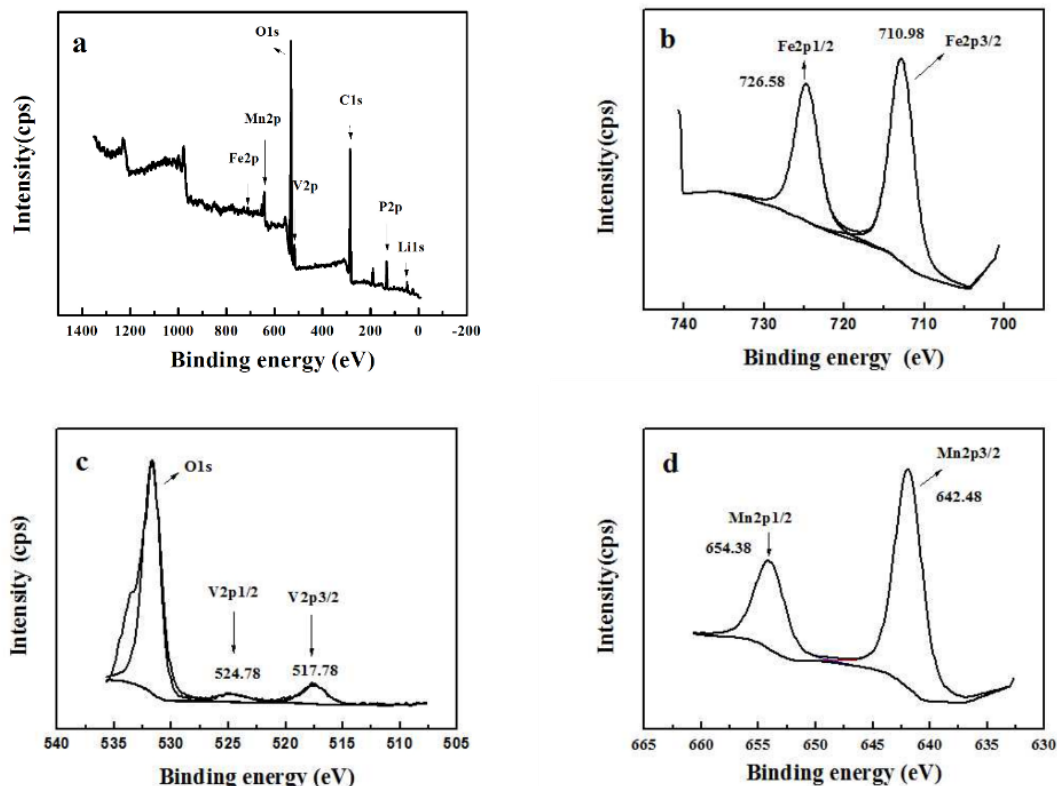 a
O1s
C1s
Mn2p
Fe2p
V2p
P2p
Li1s
Intensity(cps)
1400 1200 1000 800 600 400 200 0 -200
Binding energy (eV)
b
710.98
Fe2p1/2
Fe2p3/2
726.58
Intensity(cps)
740 730 720 710 700
Binding energy (eV)
c
O1s
V2p1/2 V2p3/2
524.78 517.78
Intensity (cps)
540 535 530 525 520 515 510 505
Binding energy (eV)
d
Mn2p3/2
642.48
Mn2p1/2
654.38
Intensity(cps)
665 660 655 650 645 640 635 630
Binding energy (eV)